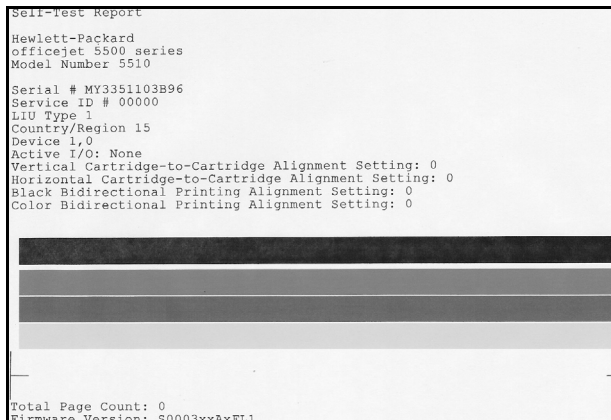 Self-Test Report
Hewlett-Packard
officejet 5500 series
Model Number 5510
Serial # MY3351103B96
Service ID # 00000
LIU Type 1
Country/Region 15
Device 1,0
Active I/O: None
Vertical Cartridge-to-Cartridge Alignment Setting: 0
Horizontal Cartridge-to-Cartridge Alignment Setting: 0
Black Bidirectional Printing Alignment Setting: 0
Color Bidirectional Printing Alignment Setting: 0
Total Page Count: 0
Firmware Version: S0003xxAxFL1